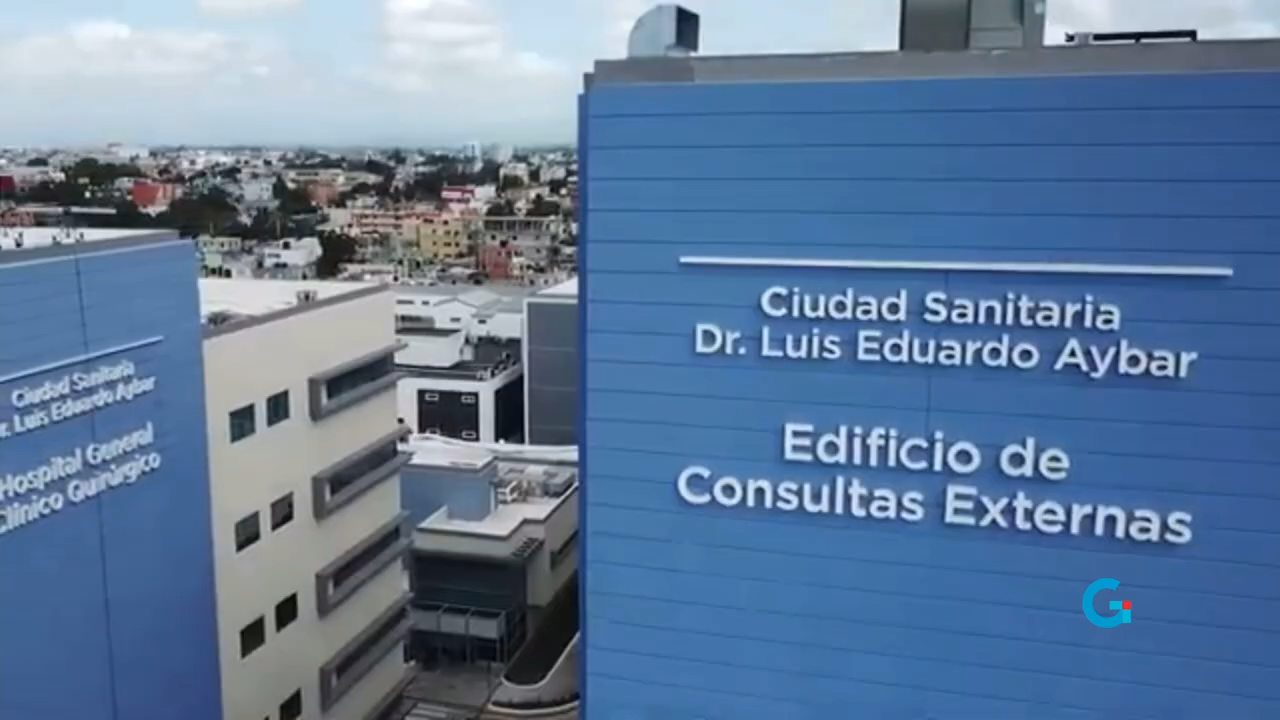 Ciudad Sanitaria
Dr. Luis Eduardo Aybar
Edificio de
Consultas Externas
Ciudad Sanitaria
r. Luis Eduardo Aybar
Hospital General
Clínico Quirúrgico
G